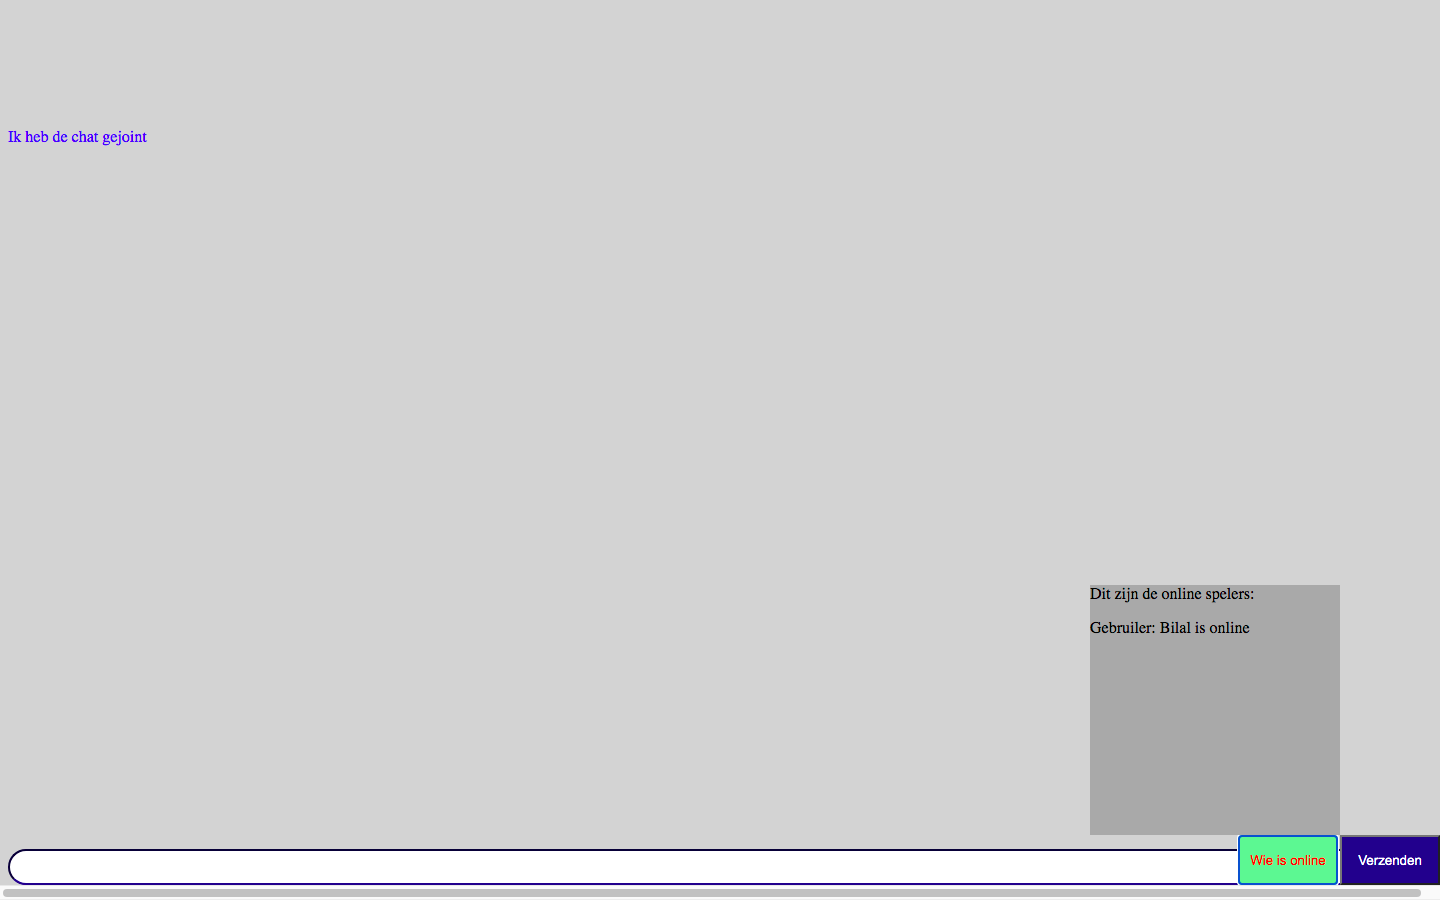 Ik heb de chat gejoint
Dit zijn de online spelers:
Gebruiler: Bilal is online
Wie is online
Verzenden